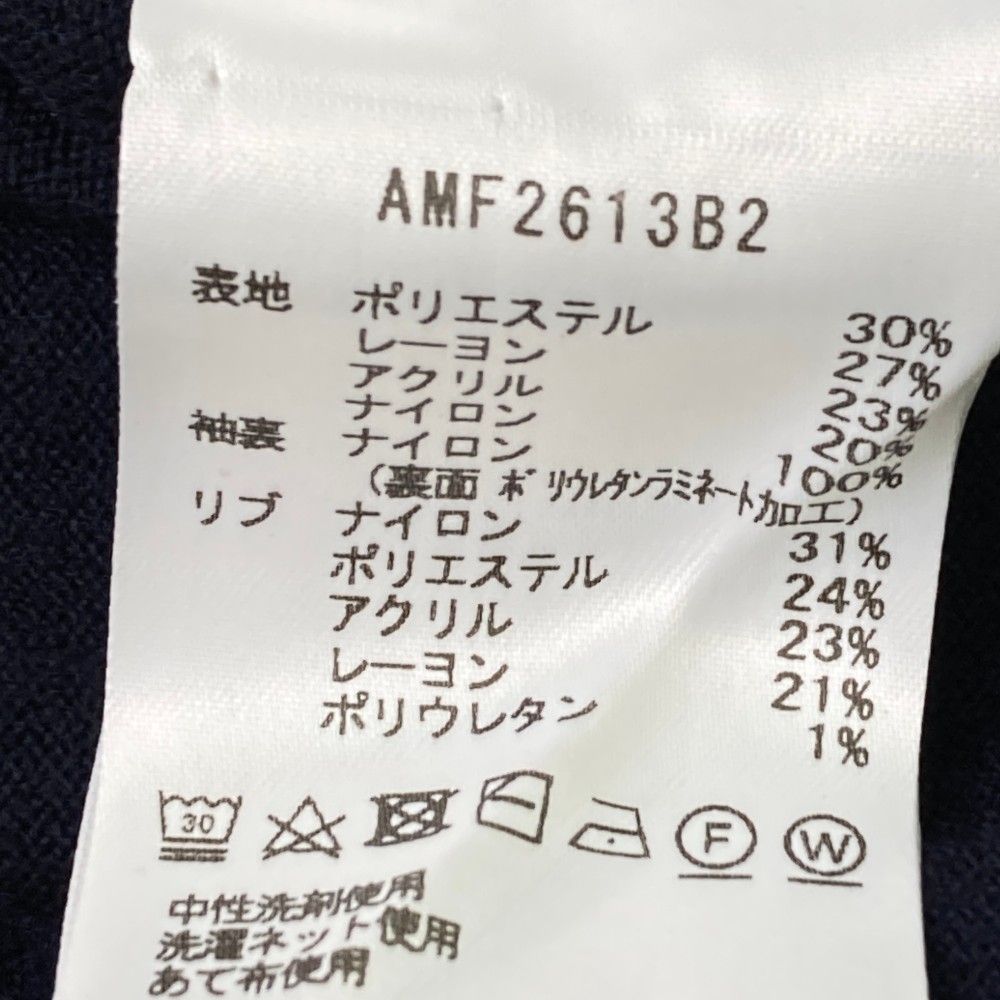 AMF2613B2
表地 ポリエステル 30%
レーヨン 27%
アクリル 23%
ナイロン 20%
袖裏 ナイロン 100%
(裏面 ポリウレタンラミネート加工)
リブ ナイロン 31%
ポリエステル 24%
アクリル 23%
レーヨン 21%
ポリウレタン 1%
30 F W
中性洗剤使用
洗濯ネット使用
あて布使用